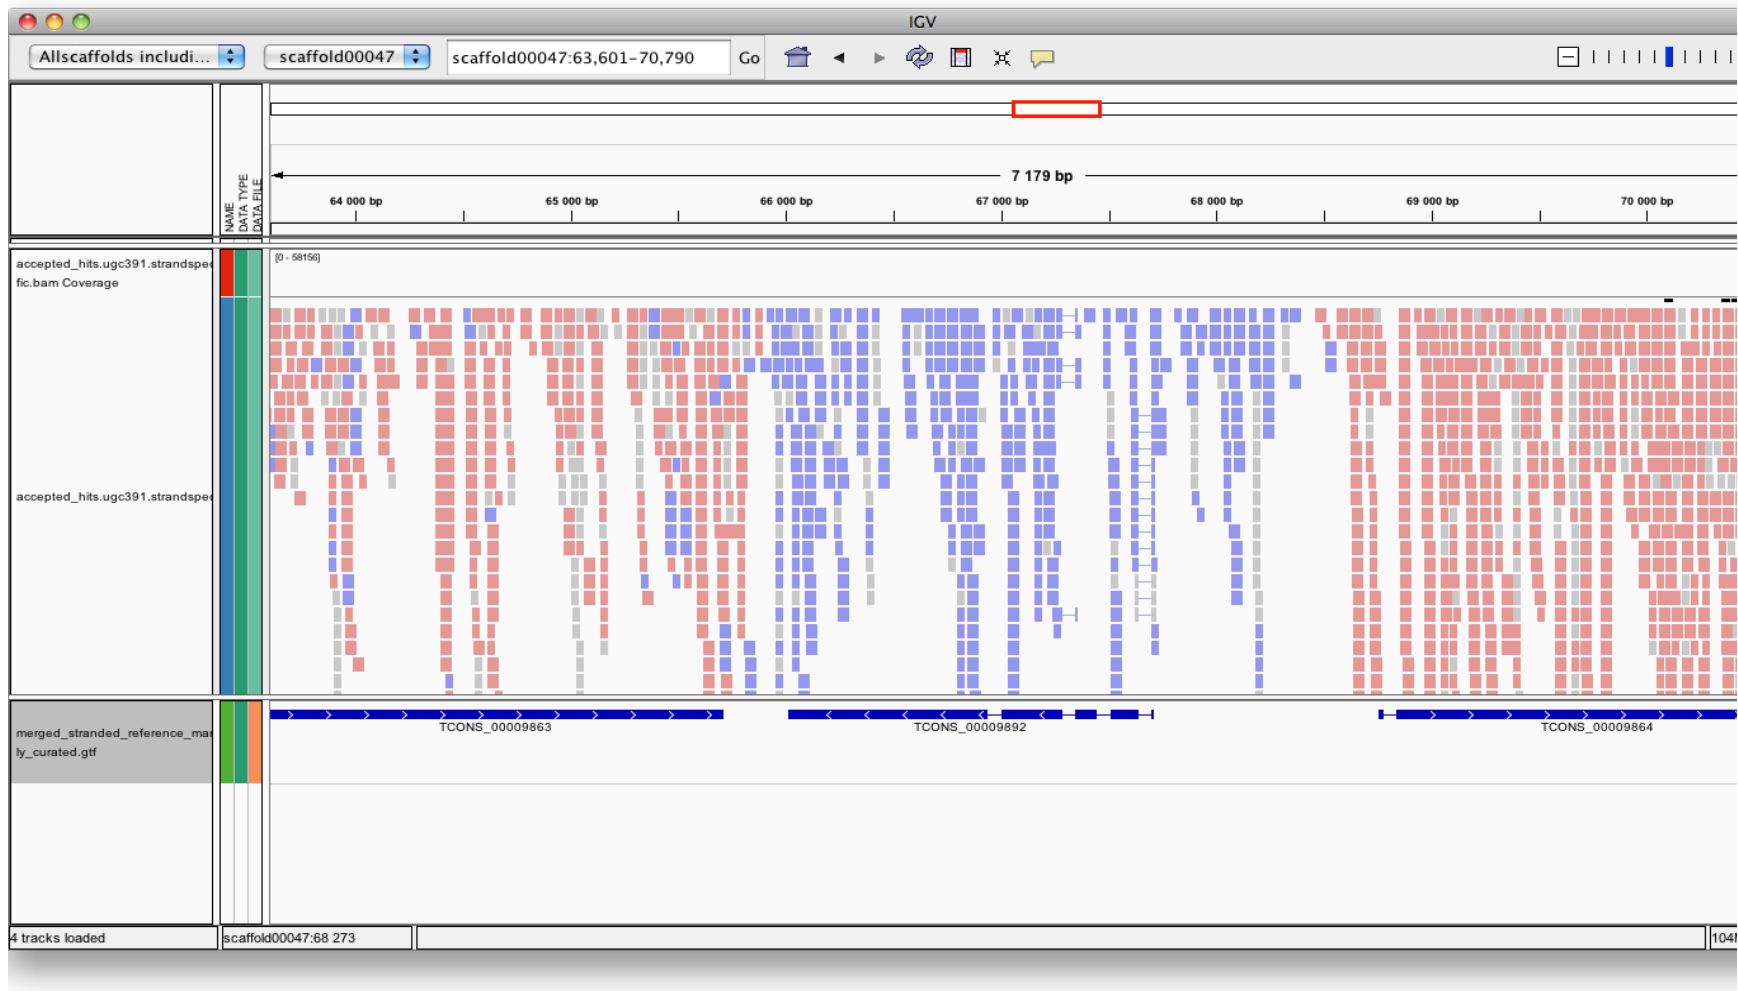 IGV
Allscaffolds includi...
scaffold00047
scaffold00047:63,601-70,790
Go
NAME
DATA TYPE
DATA FILE
7 179 bp
64 000 bp
65 000 bp
66 000 bp
67 000 bp
68 000 bp
69 000 bp
70 000 bp
accepted_hits.ugc391.strandspe
fic.bam Coverage
[0 - 58156]
accepted_hits.ugc391.strandspe
merged_stranded_reference_ma
ly_curated.gtf
TCONS_00009863
TCONS_00009892
TCONS_00009864
4 tracks loaded
scaffold00047:68 273
104